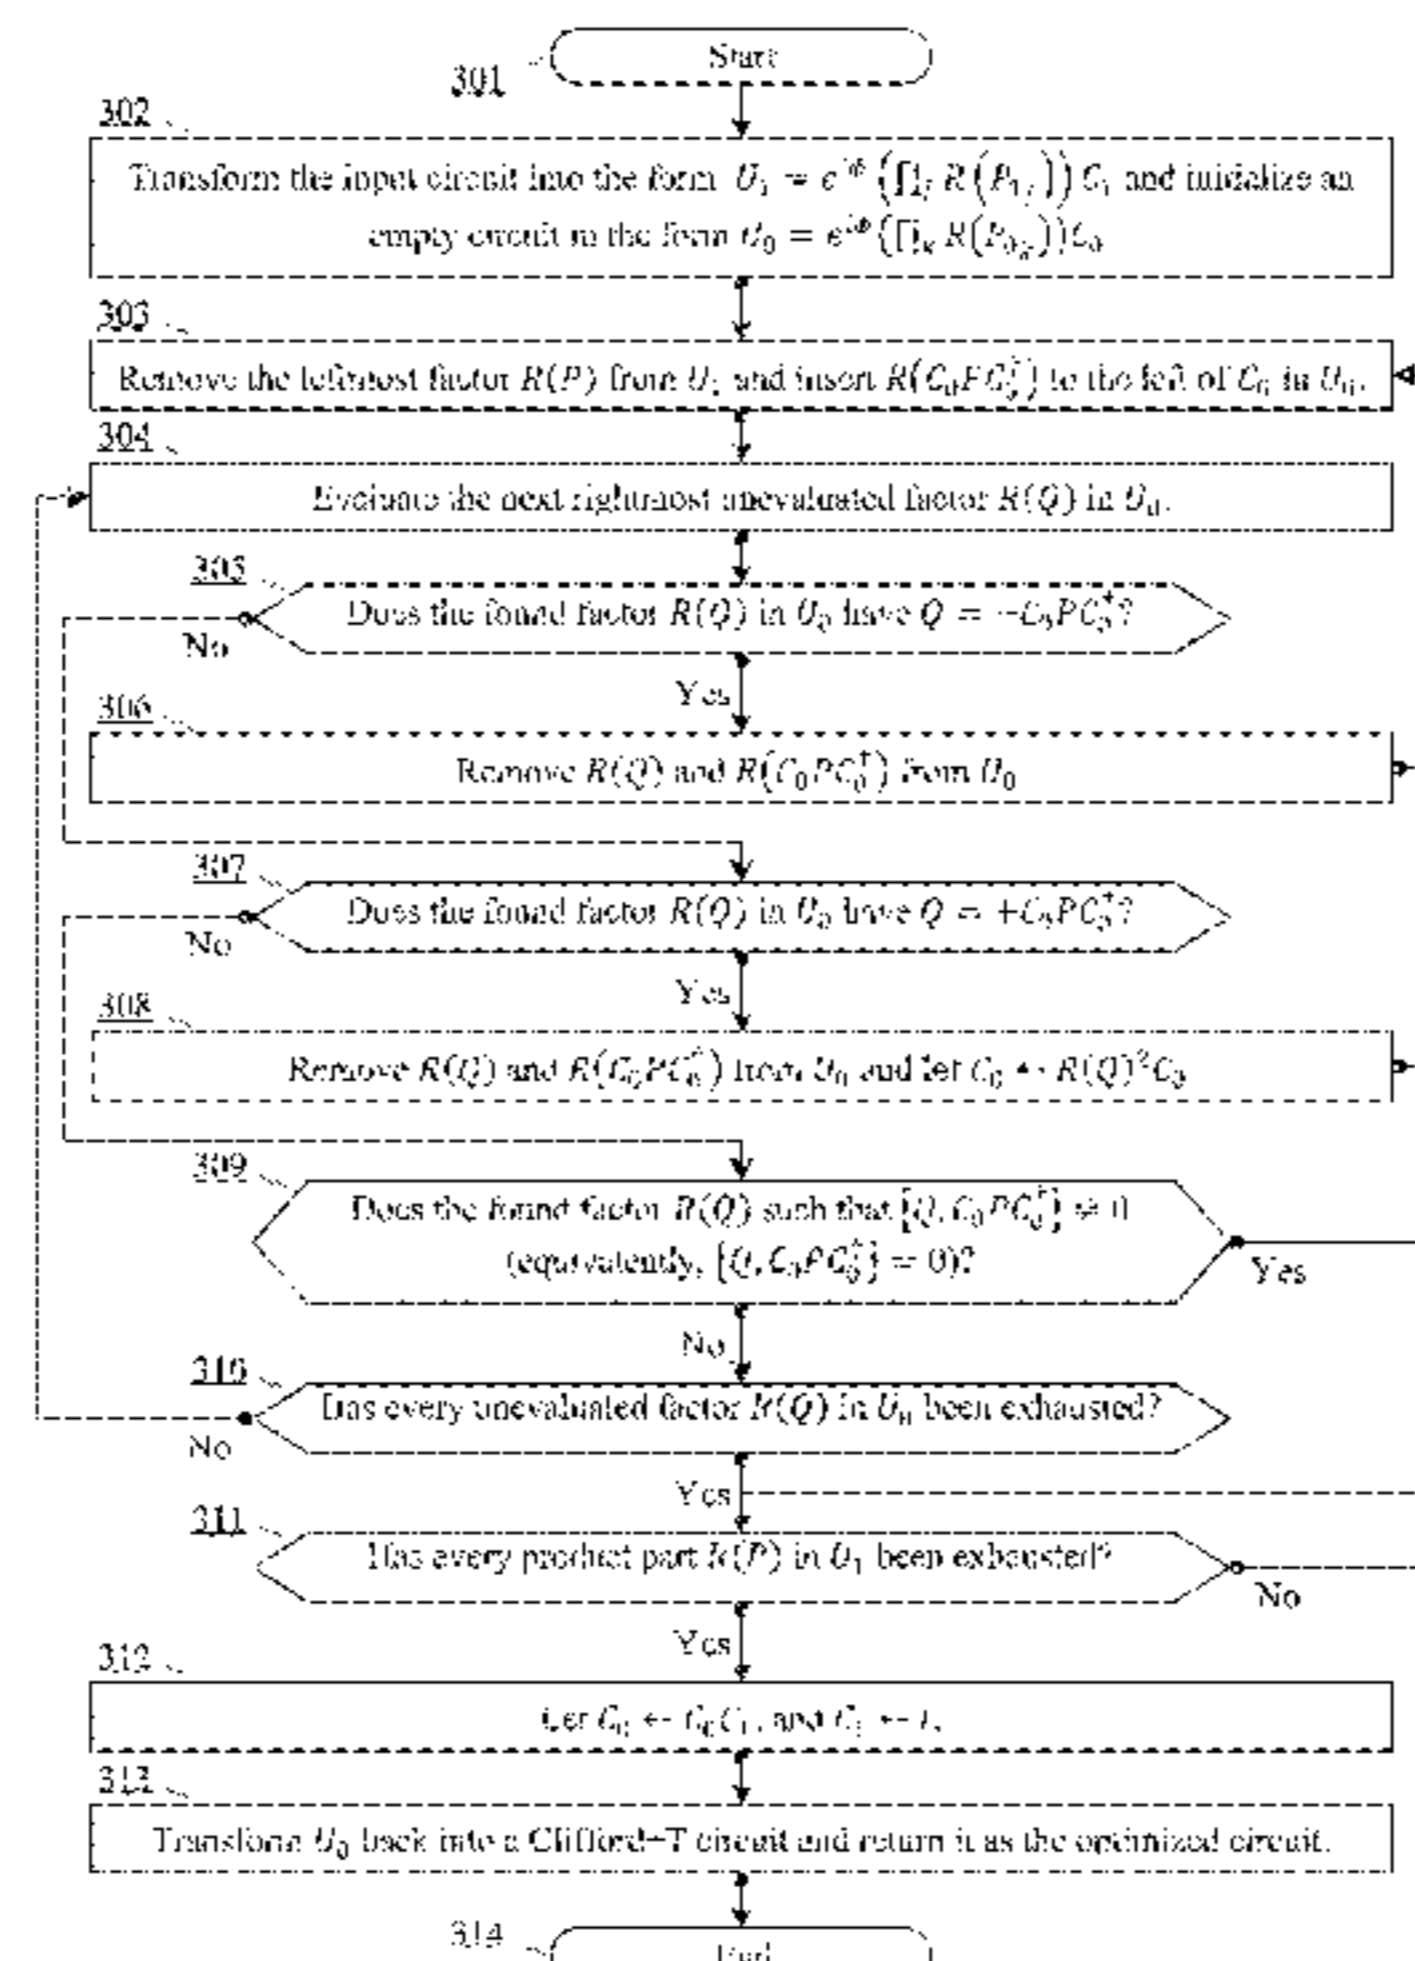 301
Start
302
Transform the input circuit into the form U₁ = e^{iϕ} (∏ⱼ R(P₁ⱼ)) C₁ and initialize an
empty circuit in the form U₀ = e^{iϕ} (∏ₖ R(P₀ₖ)) C₀
303
Remove the leftmost factor R(P) from U₁ and insert R(C₀PC₀†) to the left of C₀ in U₀.
304
Evaluate the next rightmost unevaluated factor R(Q) in U₀.
305
Does the found factor R(Q) in U₀ have Q = −C₀PC₀†?
No
Yes
306
Remove R(Q) and R(C₀PC₀†) from U₀
307
Does the found factor R(Q) in U₀ have Q = +C₀PC₀†?
No
Yes
308
Remove R(Q) and R(C₀PC₀†) from U₀ and let C₀ ← R(Q)²C₀
309
Does the found factor R(Q) such that [Q, C₀PC₀†] ≠ 0
(equivalently, {Q, C₀PC₀†} = 0)?
Yes
No
310
Has every unevaluated factor R(Q) in U₀ been exhausted?
No
Yes
311
Has every product part R(P) in U₁ been exhausted?
No
Yes
312
Let C₀ ← C₀C₁, and C₁ ← I.
313
Transform U₀ back into a Clifford+T circuit and return it as the optimized circuit.
314
End